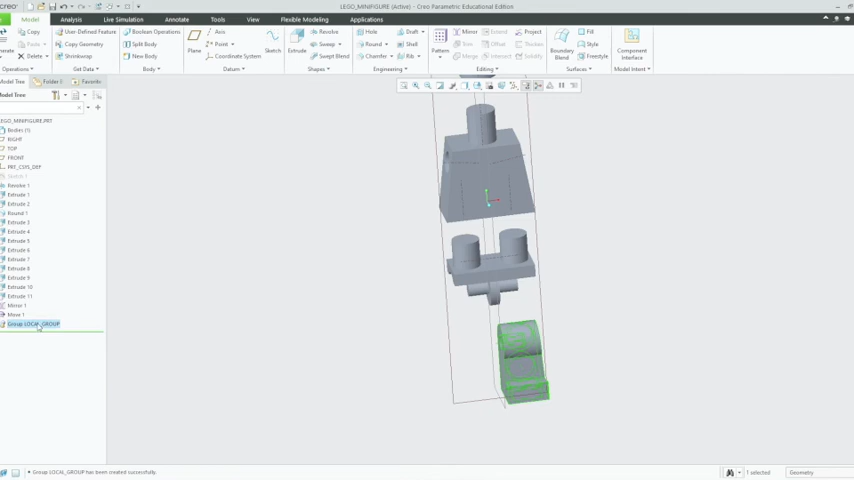 creo
LEGO_MINIFIGURE (Active) - Creo Parametric Educational Edition
Model Analysis Live Simulation Annotate Tools View Flexible Modeling Applications
Copy User-Defined Feature Boolean Operations Axis Revolve Hole Draft Mirror Extend Project Fill
Paste Copy Geometry Split Body Point Sweep Round Shell Trim Offset Thicken Style
Delete Shrinkwrap New Body Plane Coordinate System Sketch Extrude Swept Blend Chamfer Rib Pattern Merge Intersect Boundary Blend Freestyle Component Interface
Operations Get Data Body Datum Shapes Engineering Editing Surfaces Model Intent
Model Tree Folder Favorites
Model Tree
LEGO_MINIFIGURE.PRT
Bodies (1)
RIGHT
TOP
FRONT
PRT_CSYS_DEF
Sketch 1
Revolve 1
Extrude 1
Extrude 2
Round 1
Extrude 3
Extrude 4
Extrude 5
Extrude 6
Extrude 7
Extrude 8
Extrude 9
Extrude 10
Extrude 11
Mirror 1
Move 1
Group LOCAL_GROUP
• Group LOCAL_GROUP has been created successfully.
1 selected
Geometry